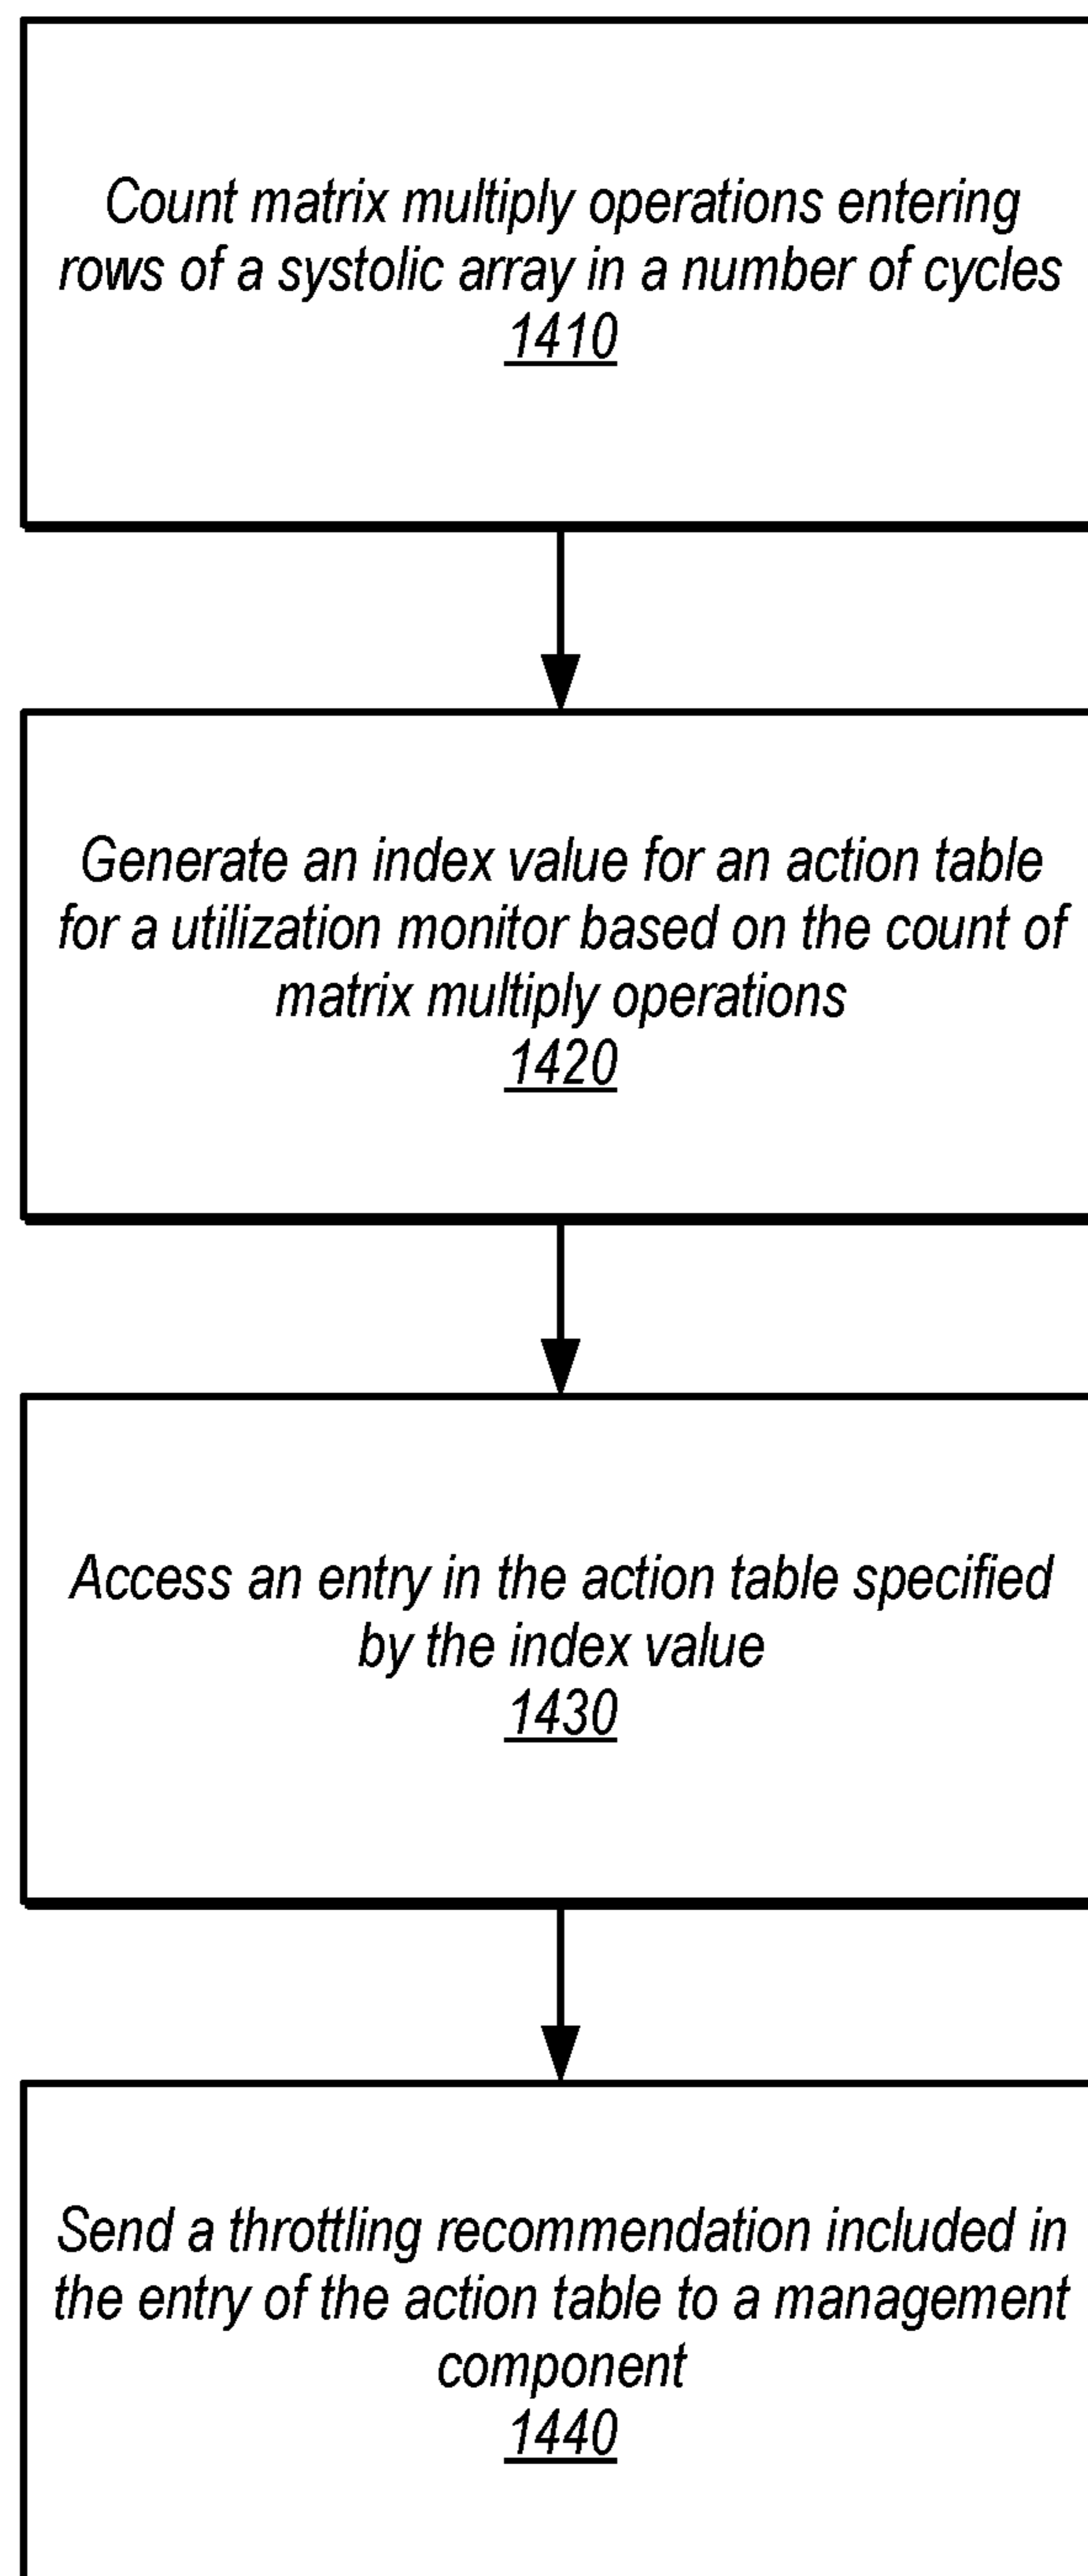 Count matrix multiply operations entering
rows of a systolic array in a number of cycles
1410
Generate an index value for an action table
for a utilization monitor based on the count of
matrix multiply operations
1420
Access an entry in the action table specified
by the index value
1430
Send a throttling recommendation included in
the entry of the action table to a management
component
1440